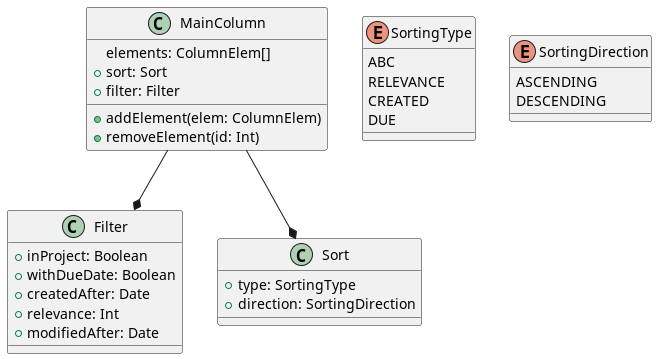 C MainColumn
elements: ColumnElem[]
sort: Sort
filter: Filter
addElement(elem: ColumnElem)
removeElement(id: Int)
E SortingType
ABC
RELEVANCE
CREATED
DUE
E SortingDirection
ASCENDING
DESCENDING
C Filter
inProject: Boolean
withDueDate: Boolean
createdAfter: Date
relevance: Int
modifiedAfter: Date
C Sort
type: SortingType
direction: SortingDirection